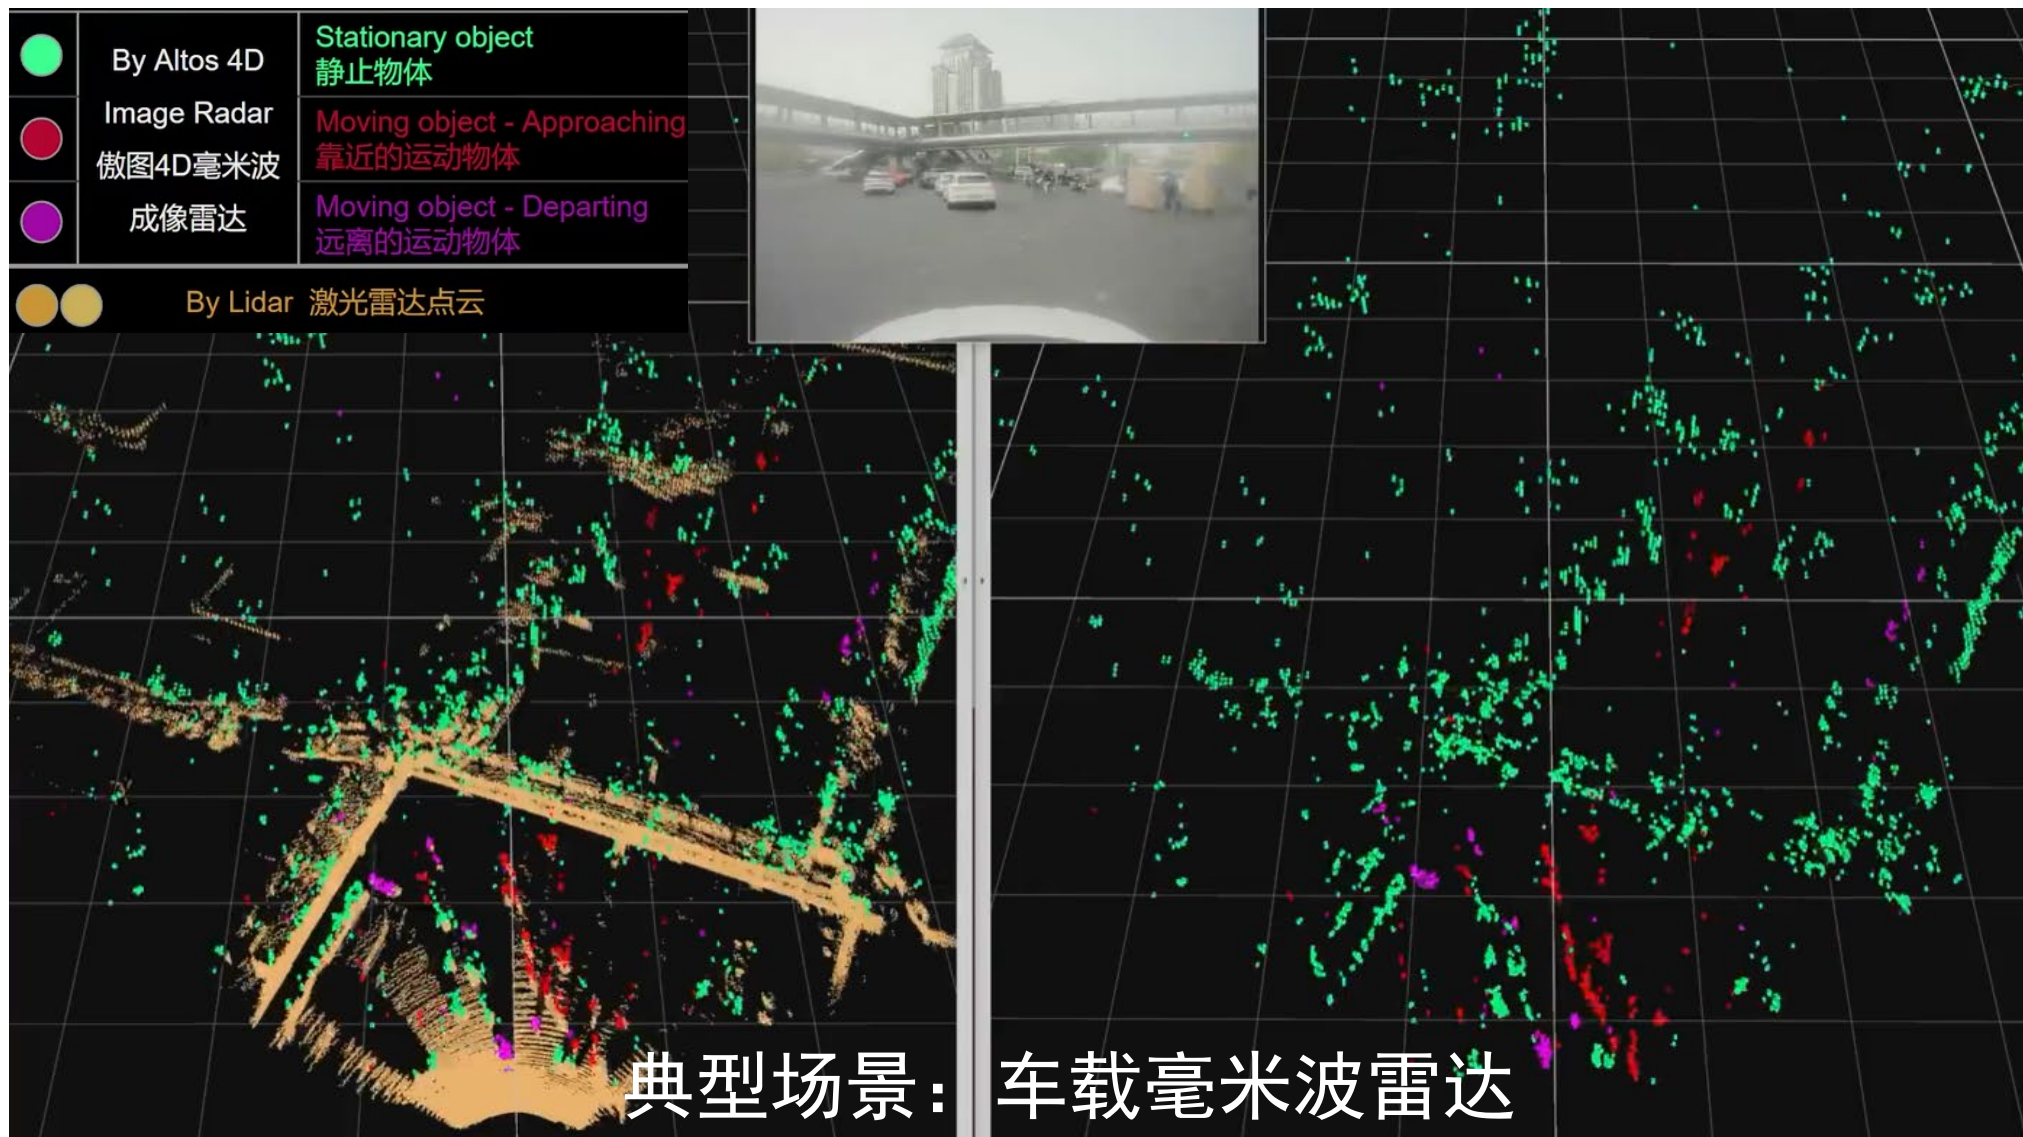 By Altos 4D
Image Radar
傲图4D毫米波
成像雷达
Stationary object
静止物体
Moving object - Approaching
靠近的运动物体
Moving object - Departing
远离的运动物体
By Lidar 激光雷达点云
典型场景：车载毫米波雷达